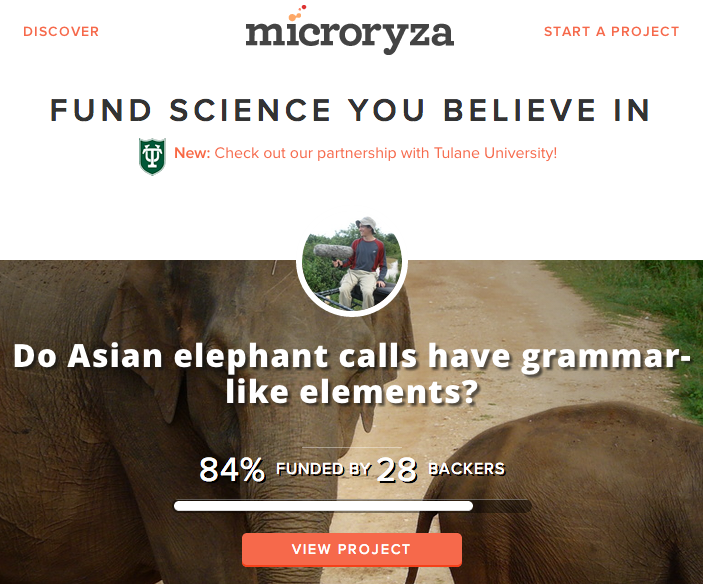 DISCOVER
microryza
START A PROJECT
FUND SCIENCE YOU BELIEVE IN
New: Check out our partnership with Tulane University!
Do Asian elephant calls have grammar-
like elements?
84% FUNDED BY 28 BACKERS
VIEW PROJECT